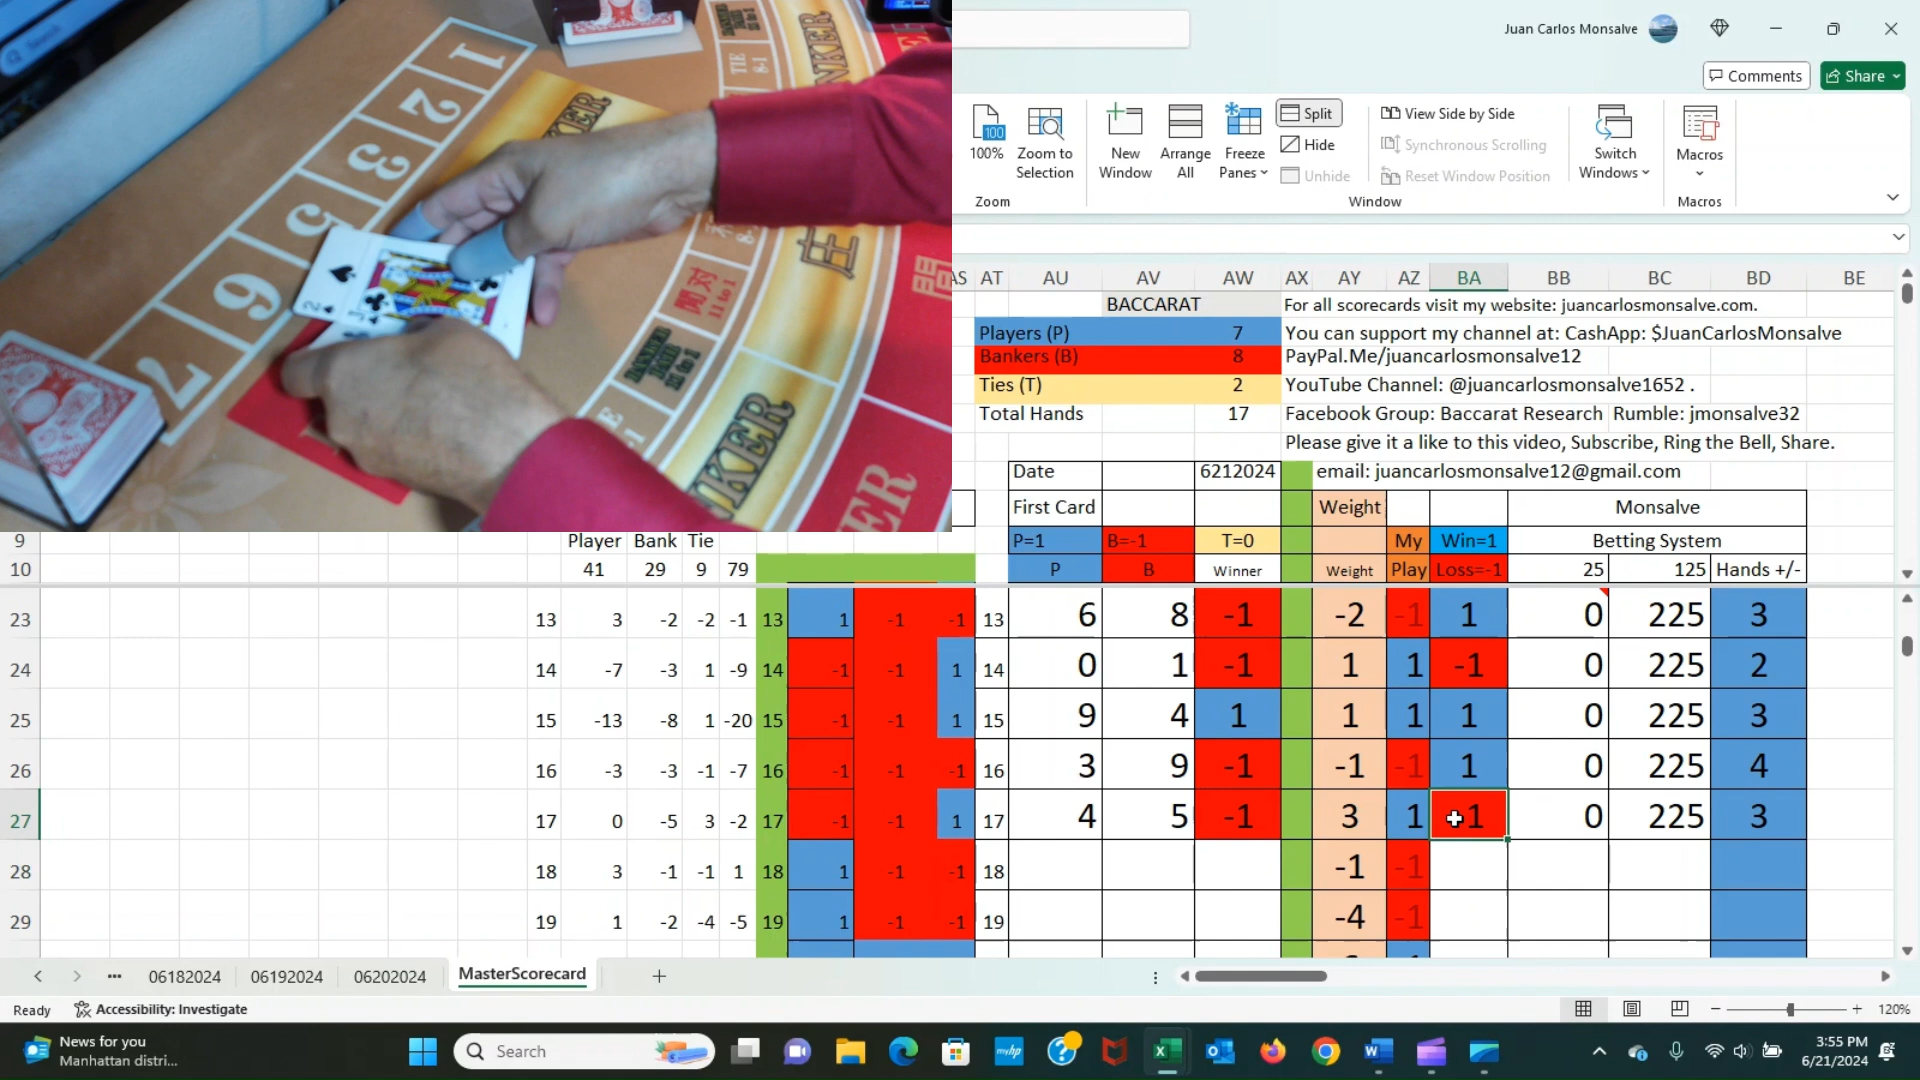 Juan Carlos Monsalve
Comments
Share
100%
Zoom to Selection
Zoom
New Window
Arrange All
Freeze Panes
Split
Hide
Unhide
View Side by Side
Synchronous Scrolling
Reset Window Position
Window
Switch Windows
Macros
Macros
1
2
3
5
6
7
TIE
8-1
11 to 1
庄
BANKER
AT AU AV AW AX AY AZ BA BB BC BD BE
BACCARAT For all scorecards visit my website: juancarlosmonsalve.com.
Players (P) 7 You can support my channel at: CashApp: $JuanCarlosMonsalve
Bankers (B) 8 PayPal.Me/juancarlosmonsalve12
Ties (T) 2 YouTube Channel: @juancarlosmonsalve1652 .
Total Hands 17 Facebook Group: Baccarat Research Rumble: jmonsalve32
Please give it a like to this video, Subscribe, Ring the Bell, Share.
Date 6212024 email: juancarlosmonsalve12@gmail.com
First Card Weight Monsalve
9 Player Bank Tie P=1 B=-1 T=0 My Win=1 Betting System
10 41 29 9 79 P B Winner Weight Play Loss=-1 25 125 Hands +/-
23 13 3 -2 -2 -1 13 1 -1 -1 13 6 8 -1 -2 -1 1 0 225 3
24 14 -7 -3 1 -9 14 -1 -1 1 14 0 1 -1 1 1 -1 0 225 2
25 15 -13 -8 1 -20 15 -1 -1 1 15 9 4 1 1 1 1 0 225 3
26 16 -3 -3 -1 -7 16 -1 -1 -1 16 3 9 -1 -1 -1 1 0 225 4
27 17 0 -5 3 -2 17 -1 -1 1 17 4 5 -1 3 1 -1 0 225 3
28 18 3 -1 -1 1 18 1 -1 -1 18 -1 -1
29 19 1 -2 -4 -5 19 1 -1 -1 19 -4 -1
06182024 06192024 06202024 MasterScorecard
Ready Accessibility: Investigate 120%
News for you
Manhattan distri...
Search
3:55 PM
6/21/2024